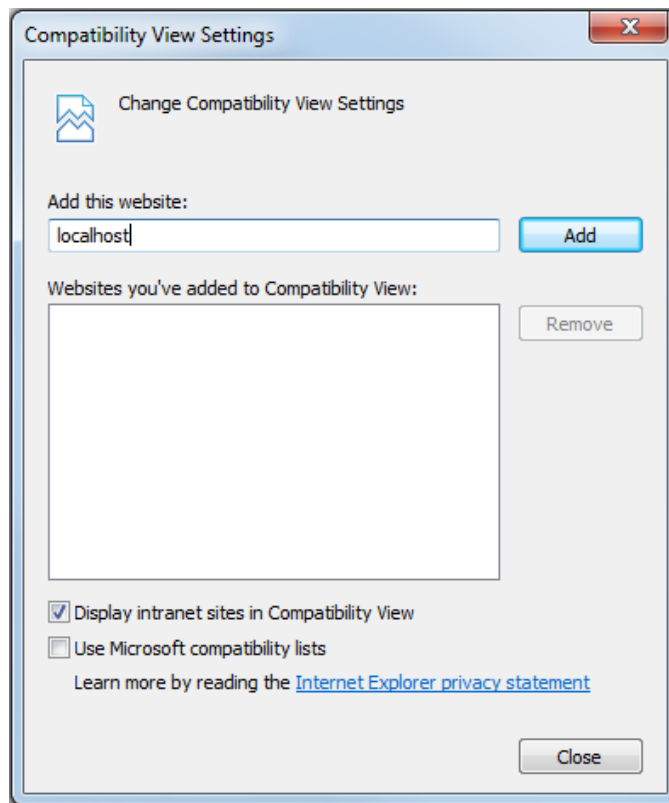 Compatibility View Settings
Change Compatibility View Settings
Add this website:
localhost
Add
Websites you've added to Compatibility View:
Remove
Display intranet sites in Compatibility View
Use Microsoft compatibility lists
Learn more by reading the Internet Explorer privacy statement
Close